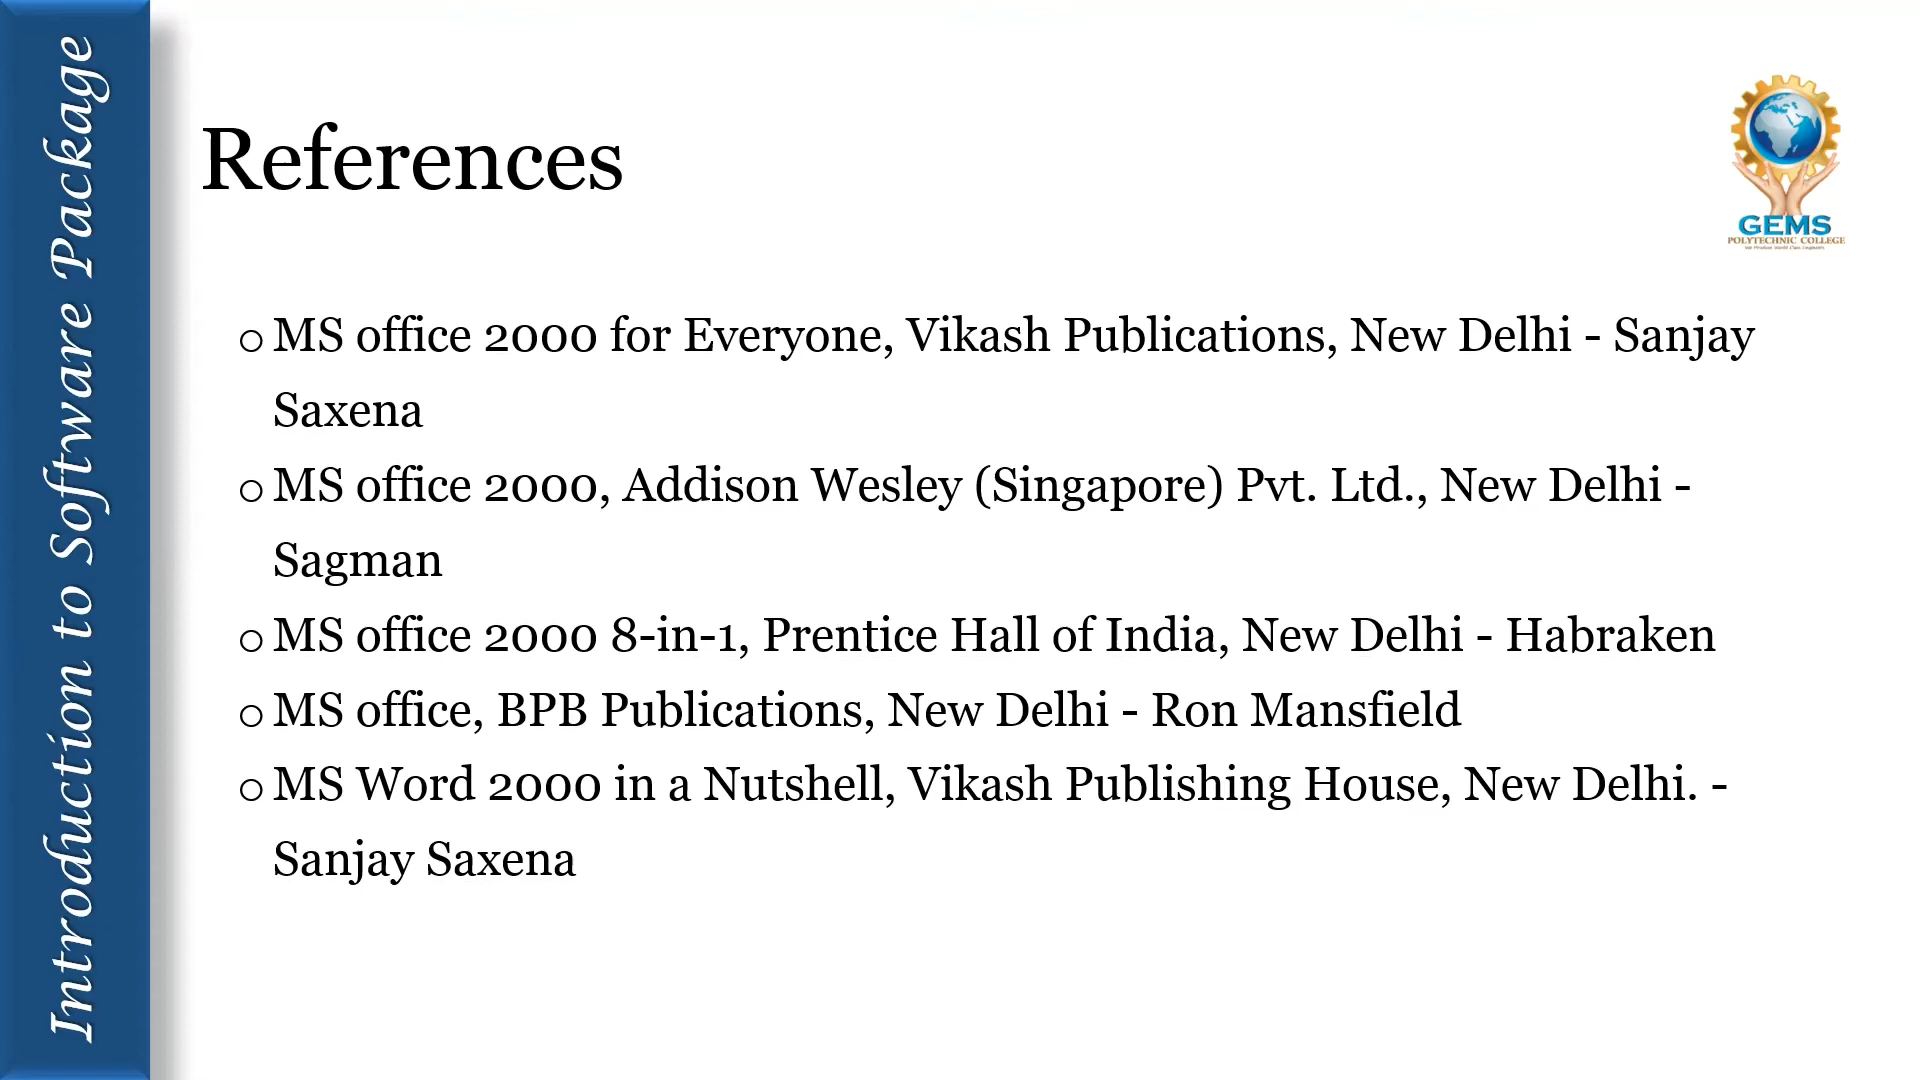 Introduction to Software Package
References
GEMS
POLYTECHNIC COLLEGE
○ MS office 2000 for Everyone, Vikash Publications, New Delhi - Sanjay
Saxena
○ MS office 2000, Addison Wesley (Singapore) Pvt. Ltd., New Delhi -
Sagman
○ MS office 2000 8-in-1, Prentice Hall of India, New Delhi - Habraken
○ MS office, BPB Publications, New Delhi - Ron Mansfield
○ MS Word 2000 in a Nutshell, Vikash Publishing House, New Delhi. -
Sanjay Saxena